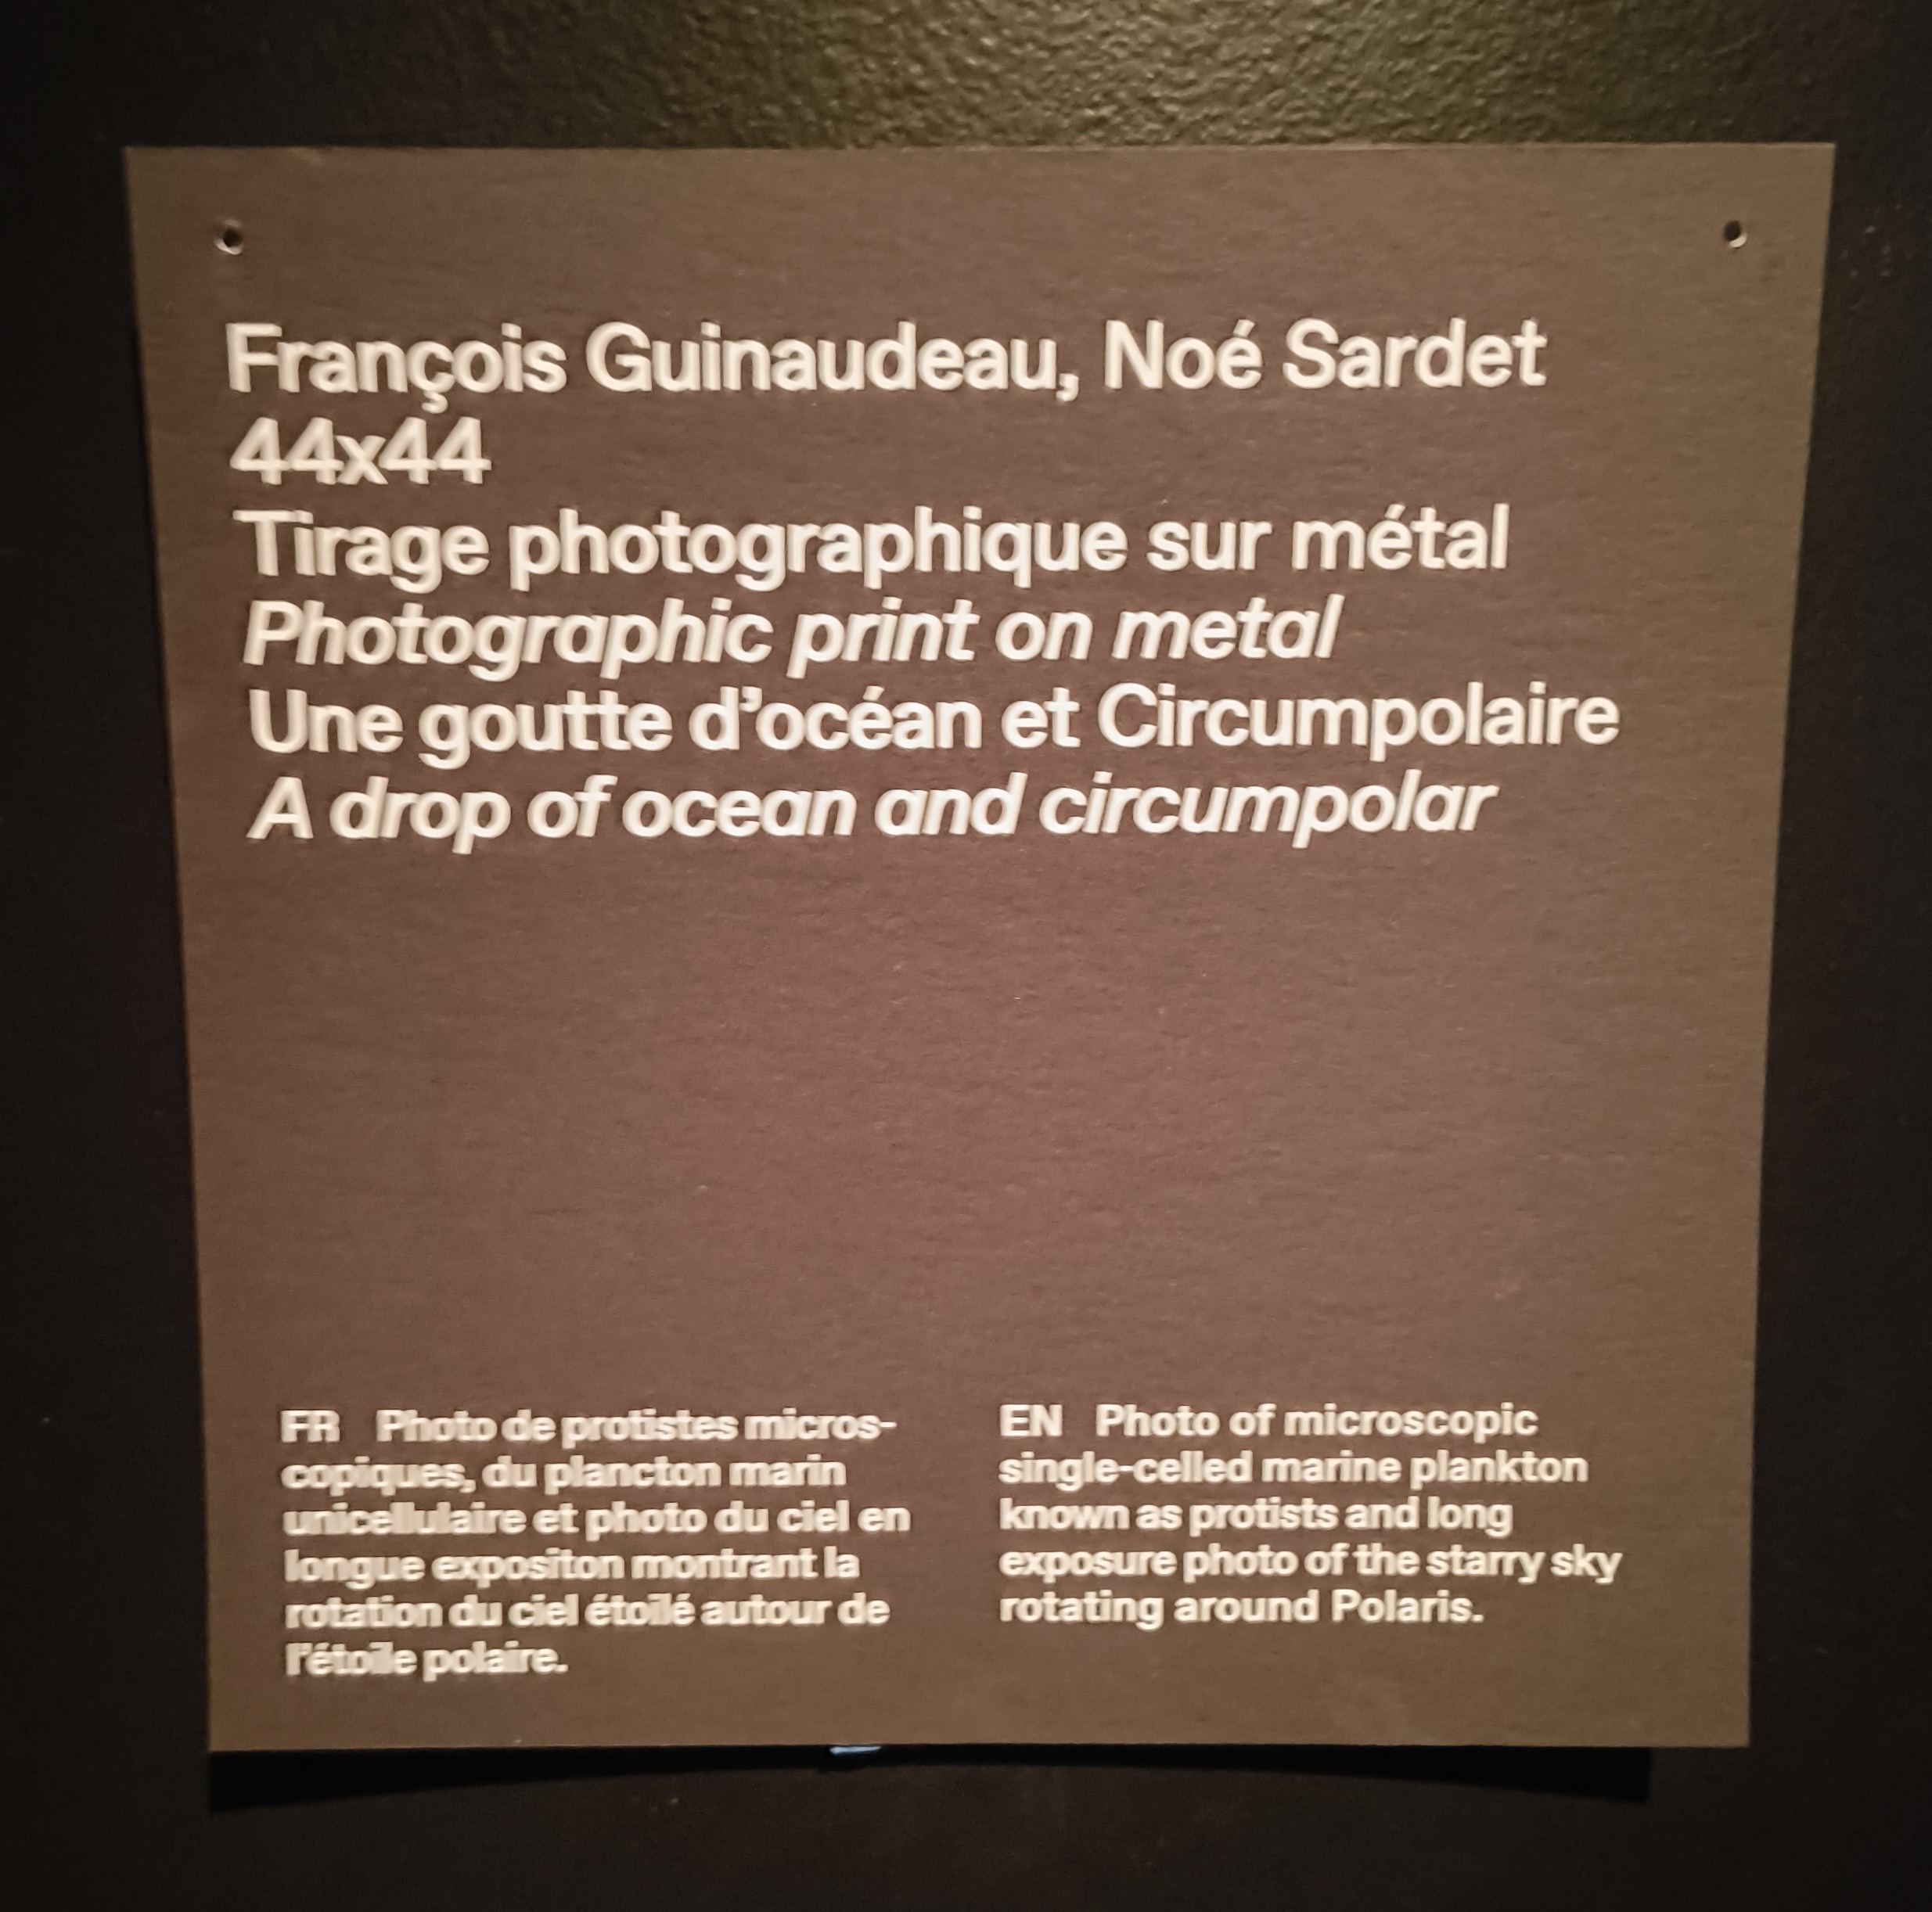 François Guinaudeau, Noé Sardet
44x44
Tirage photographique sur métal
Photographic print on metal
Une goutte d’océan et Circumpolaire
A drop of ocean and circumpolar
FR Photo de protistes micros-
copiques, du plancton marin
unicellulaire et photo du ciel en
longue expositon montrant la
rotation du ciel étoilé autour de
l’étoile polaire.
EN Photo of microscopic
single-celled marine plankton
known as protists and long
exposure photo of the starry sky
rotating around Polaris.